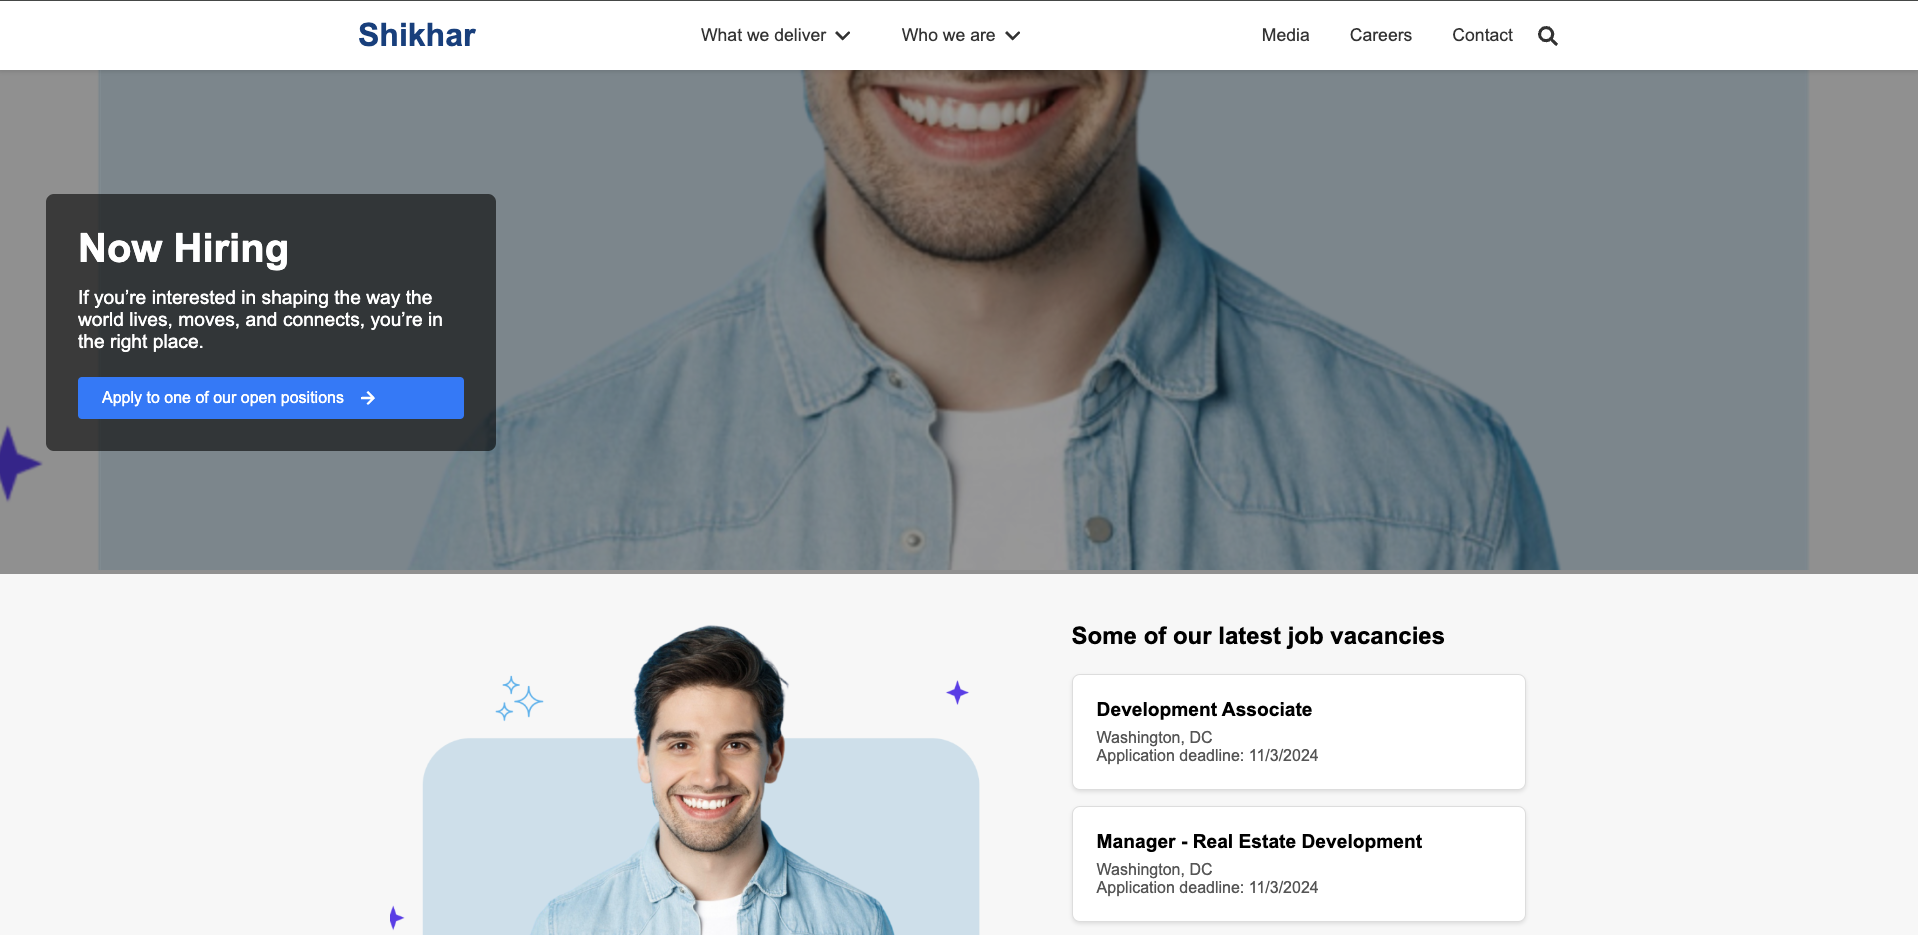 Shikhar
What we deliver
Who we are
Media
Careers
Contact
Now Hiring
If you’re interested in shaping the way the
world lives, moves, and connects, you’re in
the right place.
Apply to one of our open positions
Some of our latest job vacancies
Development Associate
Washington, DC
Application deadline: 11/3/2024
Manager - Real Estate Development
Washington, DC
Application deadline: 11/3/2024